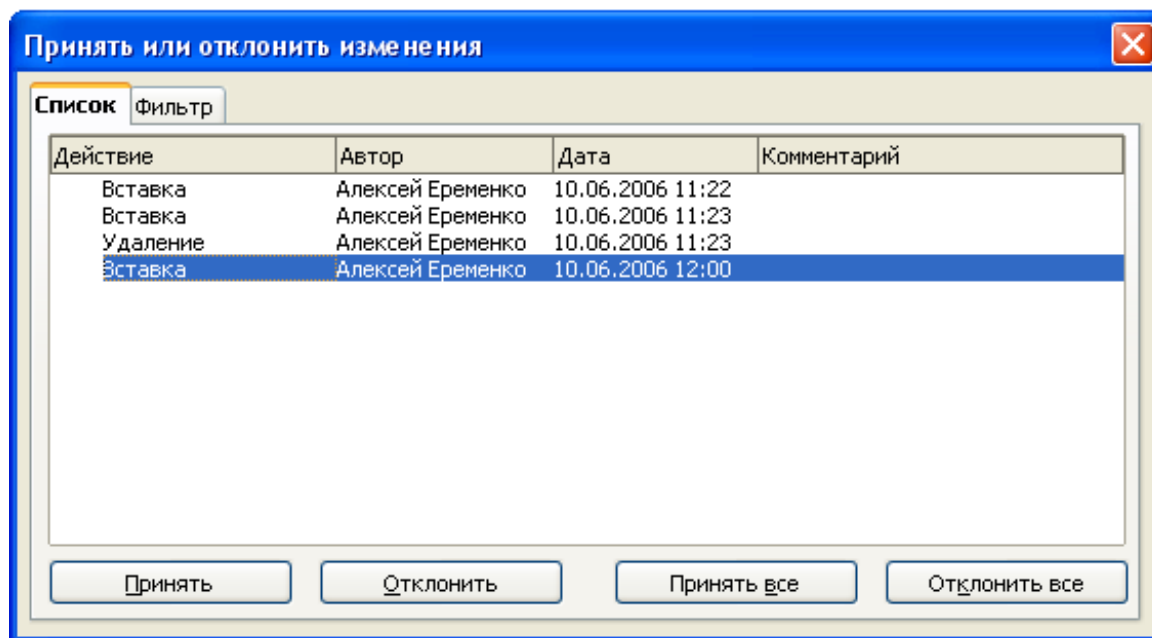 Принять или отклонить изменения
Список Фильтр
Действие Автор Дата Комментарий
Вставка Алексей Еременко 10.06.2006 11:22
Вставка Алексей Еременко 10.06.2006 11:23
Удаление Алексей Еременко 10.06.2006 11:23
Вставка Алексей Еременко 10.06.2006 12:00
Принять Отклонить Принять все Отклонить все